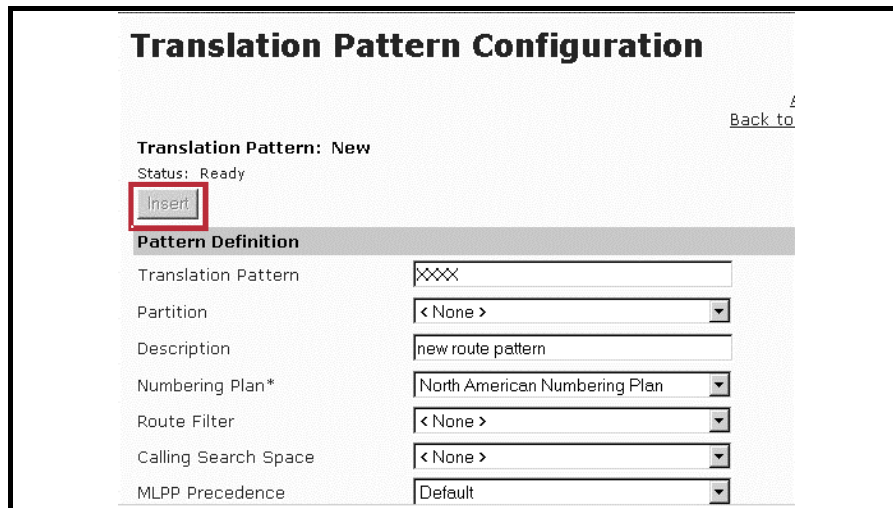 Translation Pattern Configuration
Back to
Translation Pattern: New
Status: Ready
Insert
Pattern Definition
Translation Pattern XXXX
Partition < None >
Description new route pattern
Numbering Plan* North American Numbering Plan
Route Filter < None >
Calling Search Space < None >
MLPP Precedence Default